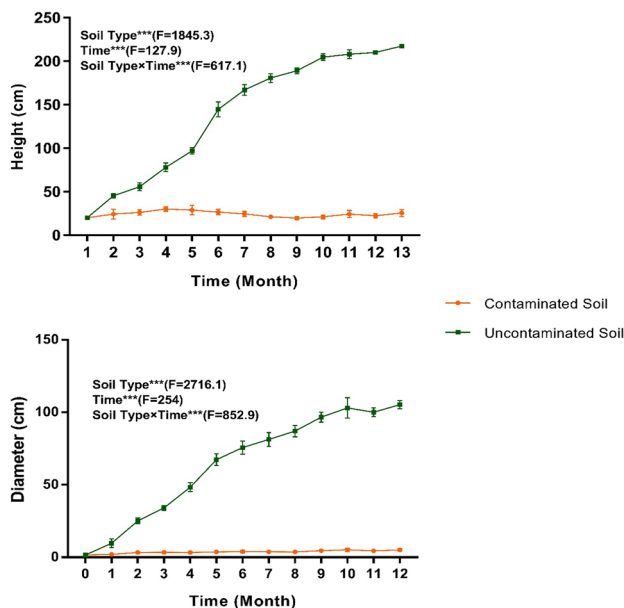 Soil Type***(F=1845.3)
Time***(F=127.9)
Soil Type×Time***(F=617.1)
Height (cm)
250
200
150
100
50
0
1 2 3 4 5 6 7 8 9 10 11 12 13
Time (Month)
Contaminated Soil
Uncontaminated Soil
Soil Type***(F=2716.1)
Time***(F=254)
Soil Type×Time***(F=852.9)
Diameter (cm)
150
100
50
0
0 1 2 3 4 5 6 7 8 9 10 11 12
Time (Month)